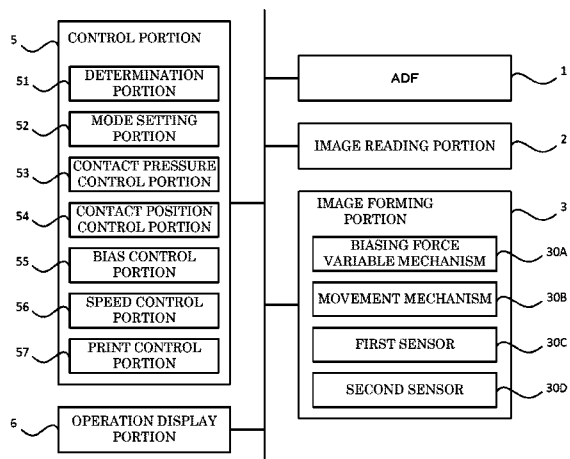 5
CONTROL PORTION
51
DETERMINATION
PORTION
52
MODE SETTING
PORTION
53
CONTACT PRESSURE
CONTROL PORTION
54
CONTACT POSITION
CONTROL PORTION
55
BIAS CONTROL
PORTION
56
SPEED CONTROL
PORTION
57
PRINT CONTROL
PORTION
6
OPERATION DISPLAY
PORTION
ADF
1
IMAGE READING PORTION
2
IMAGE FORMING
PORTION
3
BIASING FORCE
VARIABLE MECHANISM
30A
MOVEMENT MECHANISM
30B
FIRST SENSOR
30C
SECOND SENSOR
30D